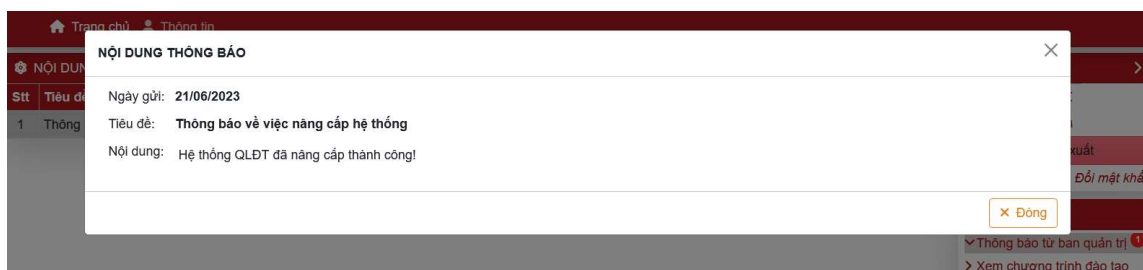 Trang chủ Thông tin
NỘI DUNG THÔNG BÁO
NỘI DUN
Stt Tiêu đề
1 Thông
Ngày gửi: 21/06/2023
Tiêu đề: Thông báo về việc nâng cấp hệ thống
Nội dung: Hệ thống QLĐT đã nâng cấp thành công!
xuất
Đổi mật khẩ
Đóng
Thông báo từ ban quản trị 1
Xem chương trình đào tạo